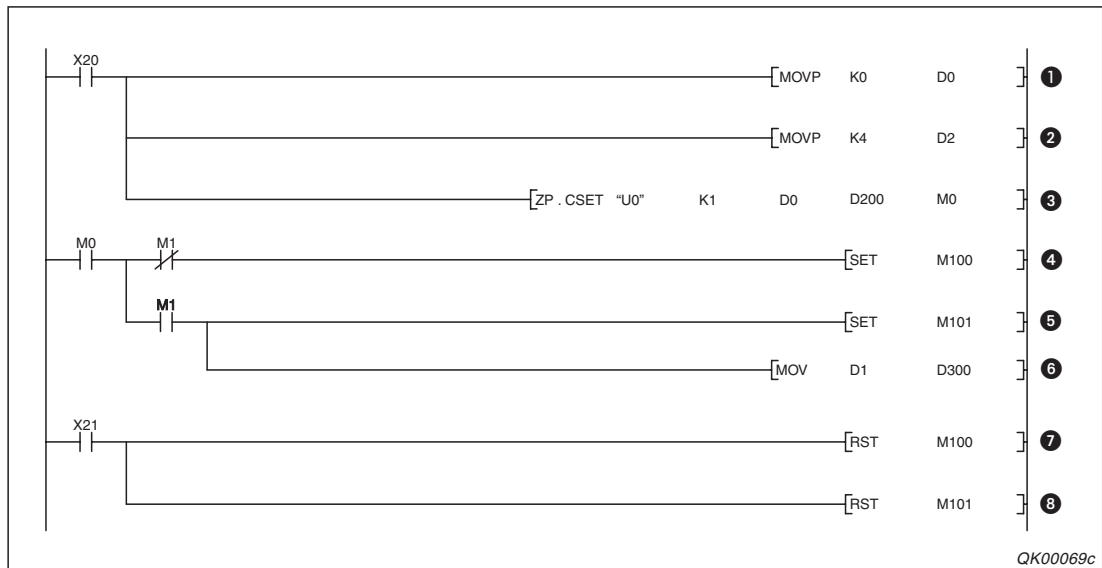 X20
[MOVP K0 D0 ] 1
[MOVP K4 D2 ] 2
[ZP . CSET “U0” K1 D0 D200 M0 ] 3
M0 M1
[SET M100 ] 4
M1
[SET M101 ] 5
[MOV D1 D300 ] 6
X21
[RST M100 ] 7
[RST M101 ] 8
QK00069c